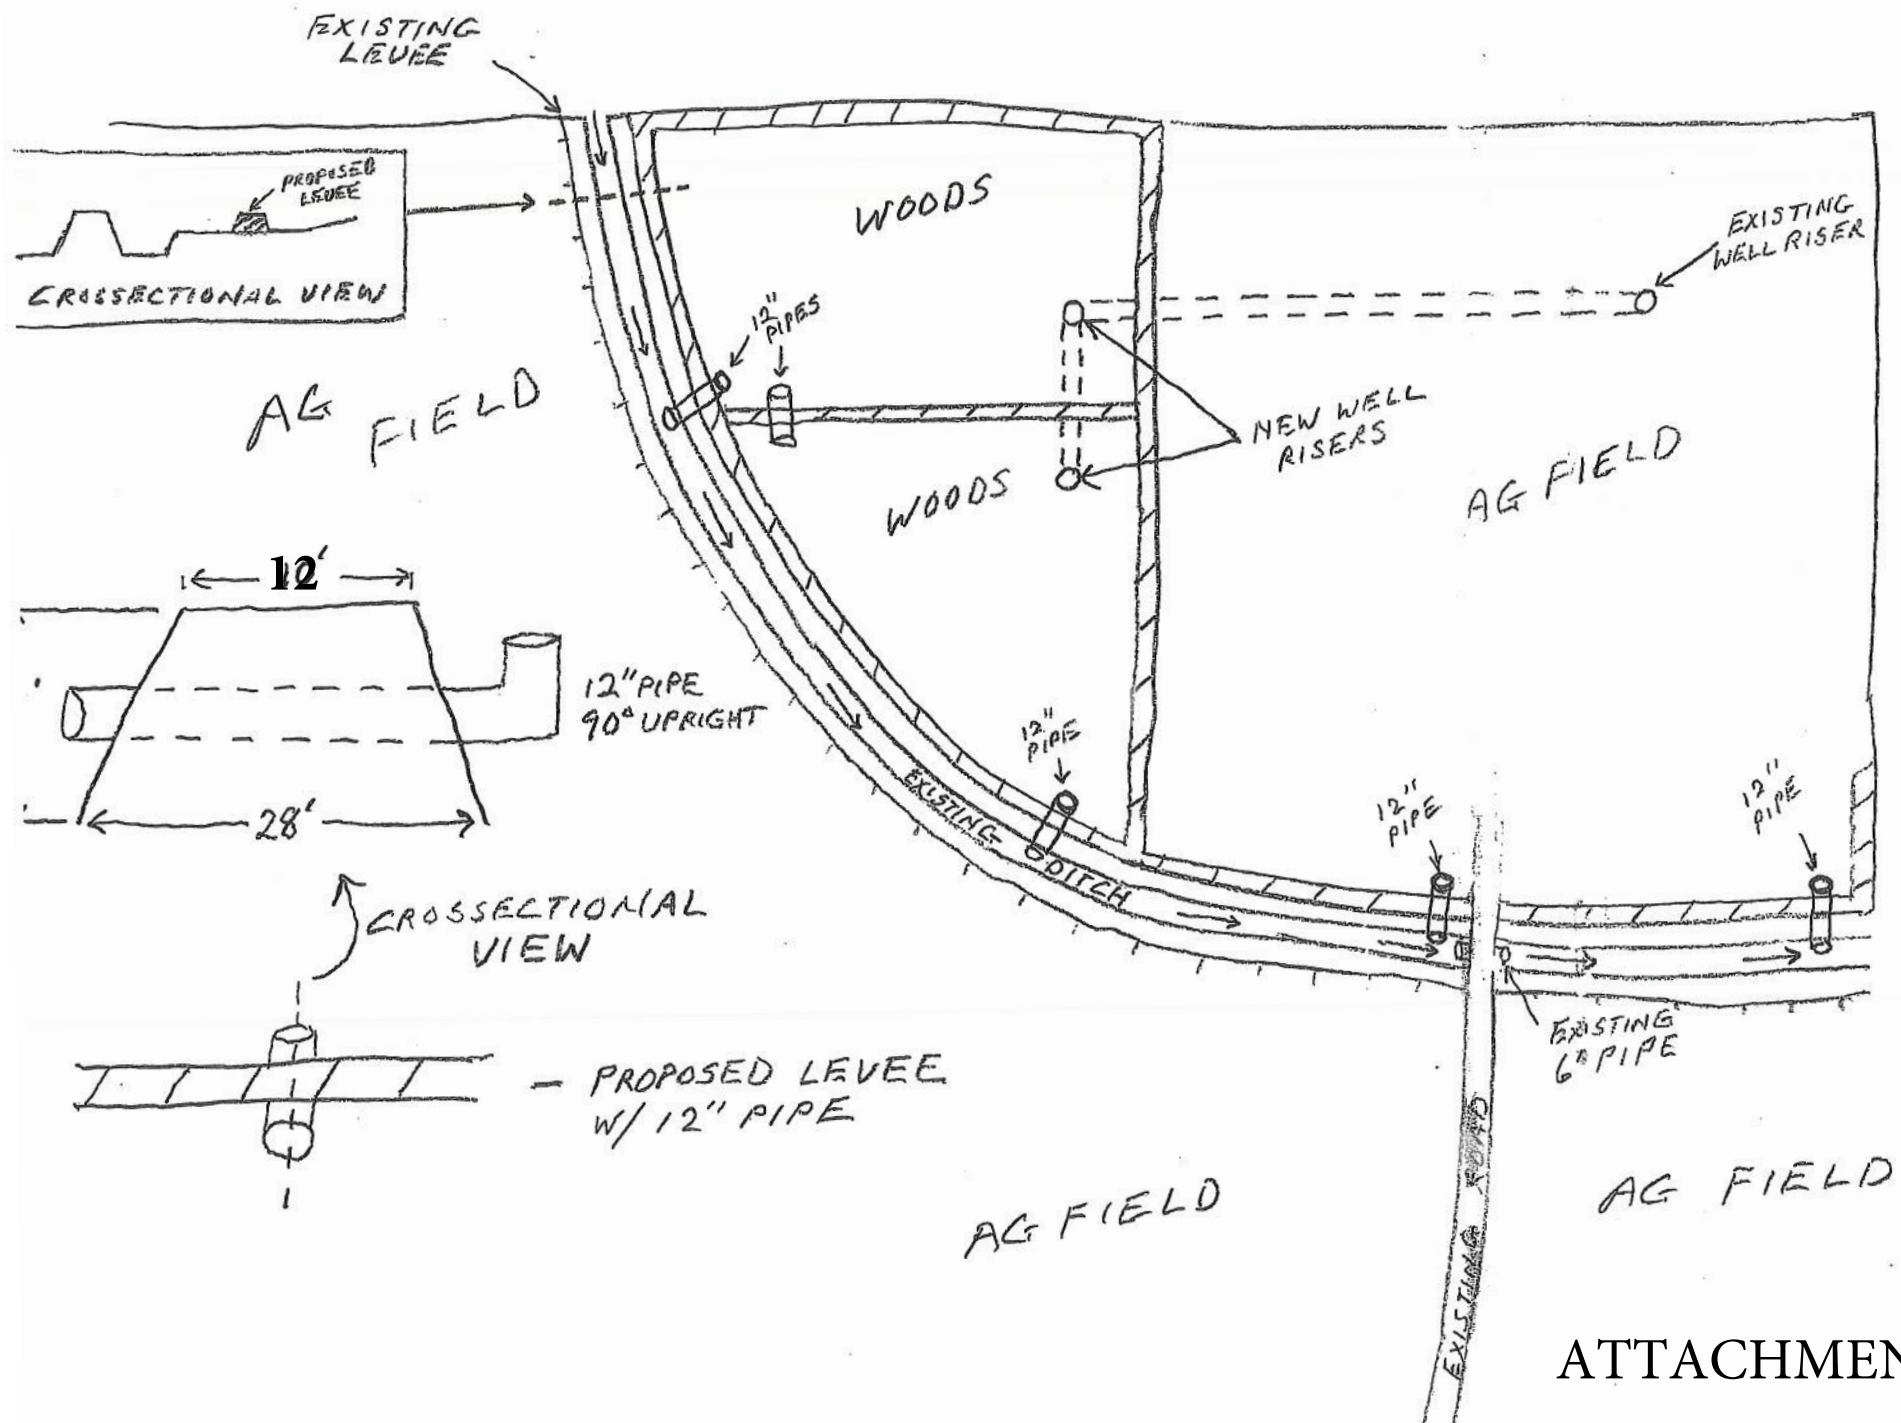 EXISTING
LEVEE
PROPOSED
LEVEE
CROSSECTIONAL VIEW
WOODS
EXISTING
WELL RISER
12"
PIPES
AG
FIELD
NEW WELL
RISERS
WOODS
AG FIELD
12'
12" PIPE
90° UPRIGHT
28'
12"
PIPE
12"
PIPE
12"
PIPE
EXISTING
DITCH
CROSSECTIONAL
VIEW
EXISTING
6" PIPE
- PROPOSED LEVEE
W/ 12" PIPE
EXISTING ROAD
AG FIELD
AG FIELD
ATTACHMEN